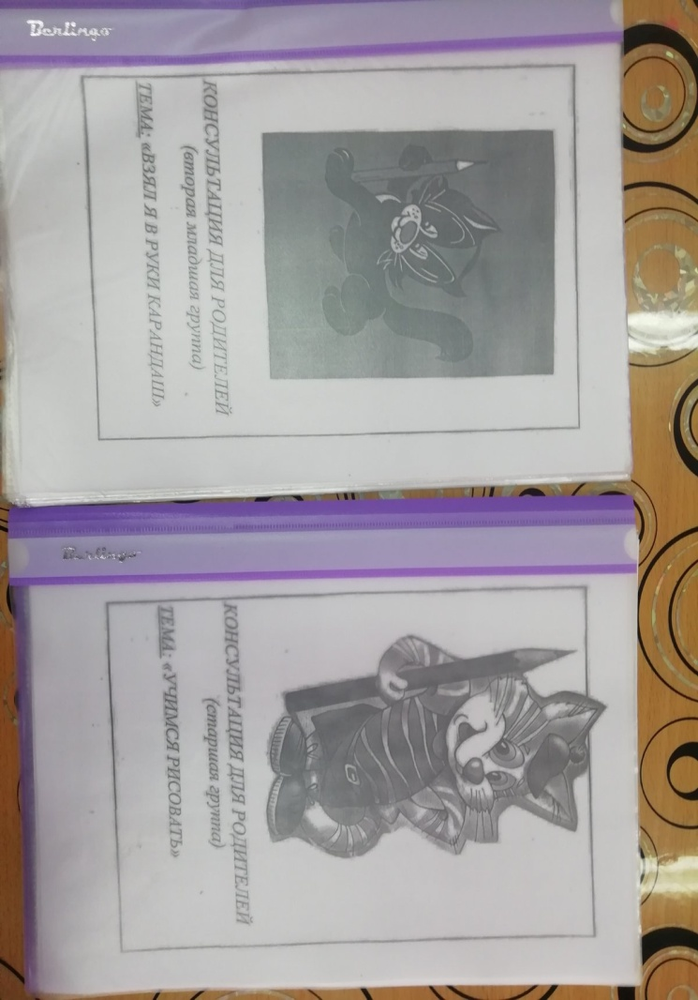 Berlingo
КОНСУЛЬТАЦИЯ ДЛЯ РОДИТЕЛЕЙ
(вторая младшая группа)
ТЕМА: «ВЗЯЛ Я В РУКИ КАРАНДАШ»
Berlingo
КОНСУЛЬТАЦИЯ ДЛЯ РОДИТЕЛЕЙ
(старшая группа)
ТЕМА: «УЧИМСЯ РИСОВАТЬ»